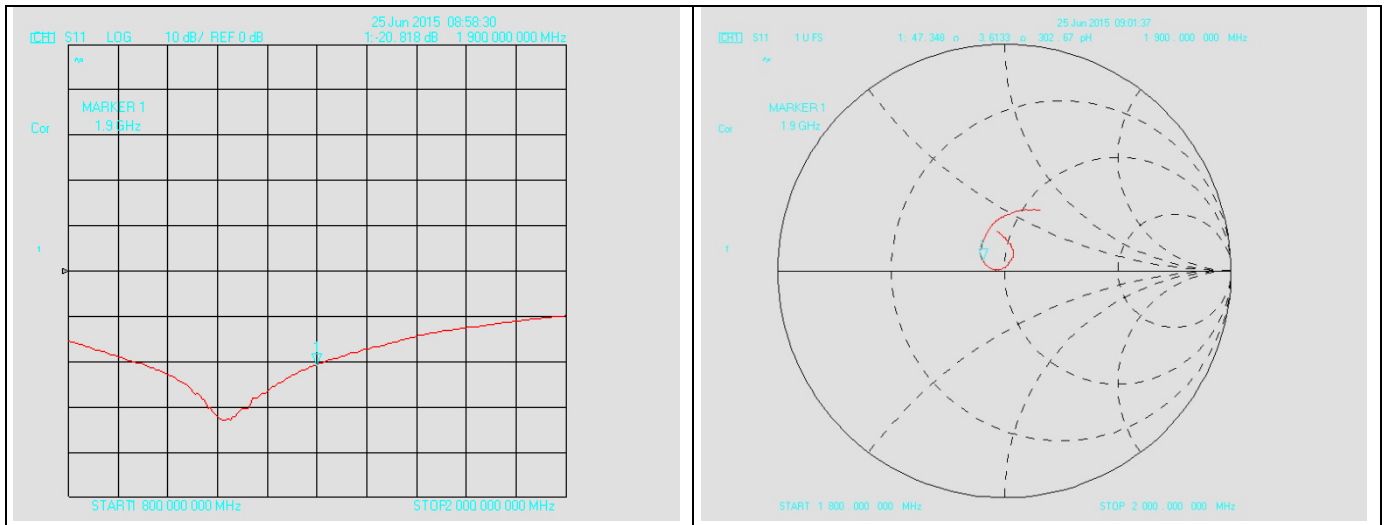 25 Jun 2015 08:58:30
CH1 S11 LOG 10 dB/ REF 0 dB 1:-20.818 dB 1 900.000 000 MHz
MARKER 1
Cor 1.9 GHz
1
START1 800.000 000 MHz STOP2 000.000 000 MHz
25 Jun 2015 09:01:37
CH1 S11 1 U FS 1: 47.348 o 3.6133 o 302.67 pH 1 900.000 000 MHz
MARKER 1
Cor 1.9 GHz
START 1 800.000 000 MHz STOP 2 000.000 000 MHz